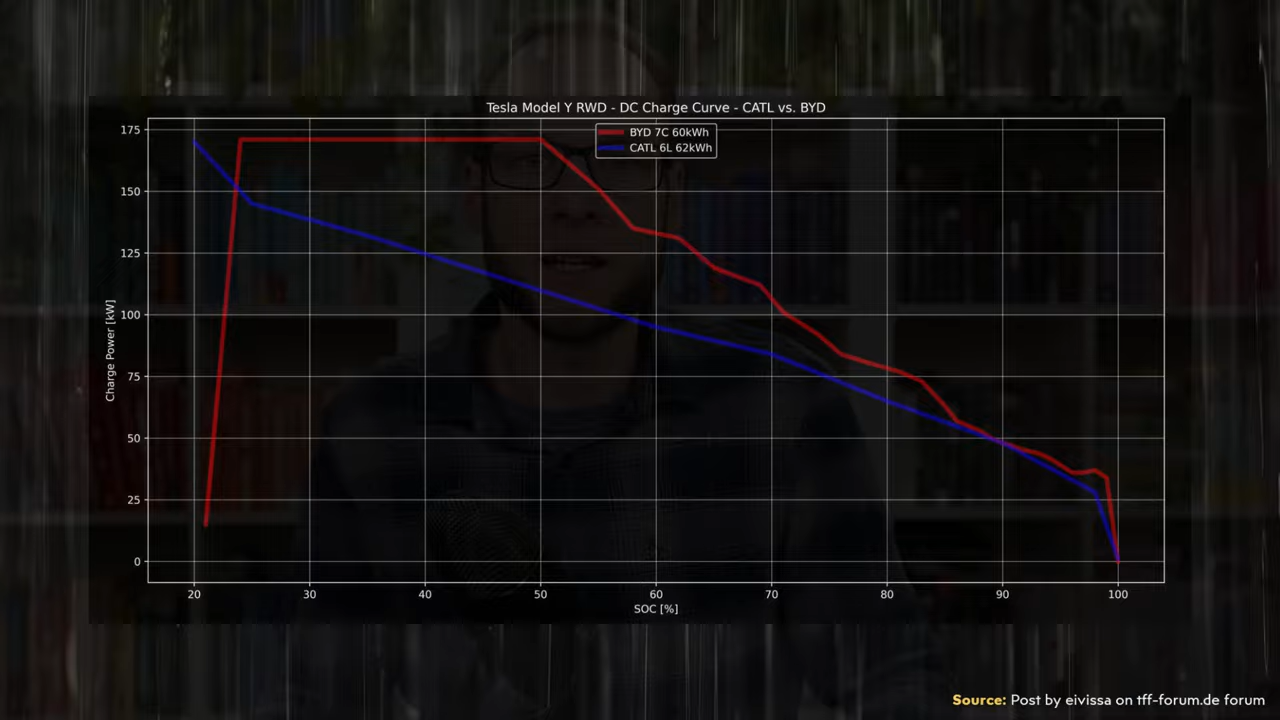 Tesla Model Y RWD - DC Charge Curve - CATL vs. BYD
BYD 7C 60kWh
CATL 6L 62kWh
175
150
125
100
75
50
25
0
Charge Power [kW]
20 30 40 50 60 70 80 90 100
SOC [%]
Source: Post by eivissa on tff-forum.de forum